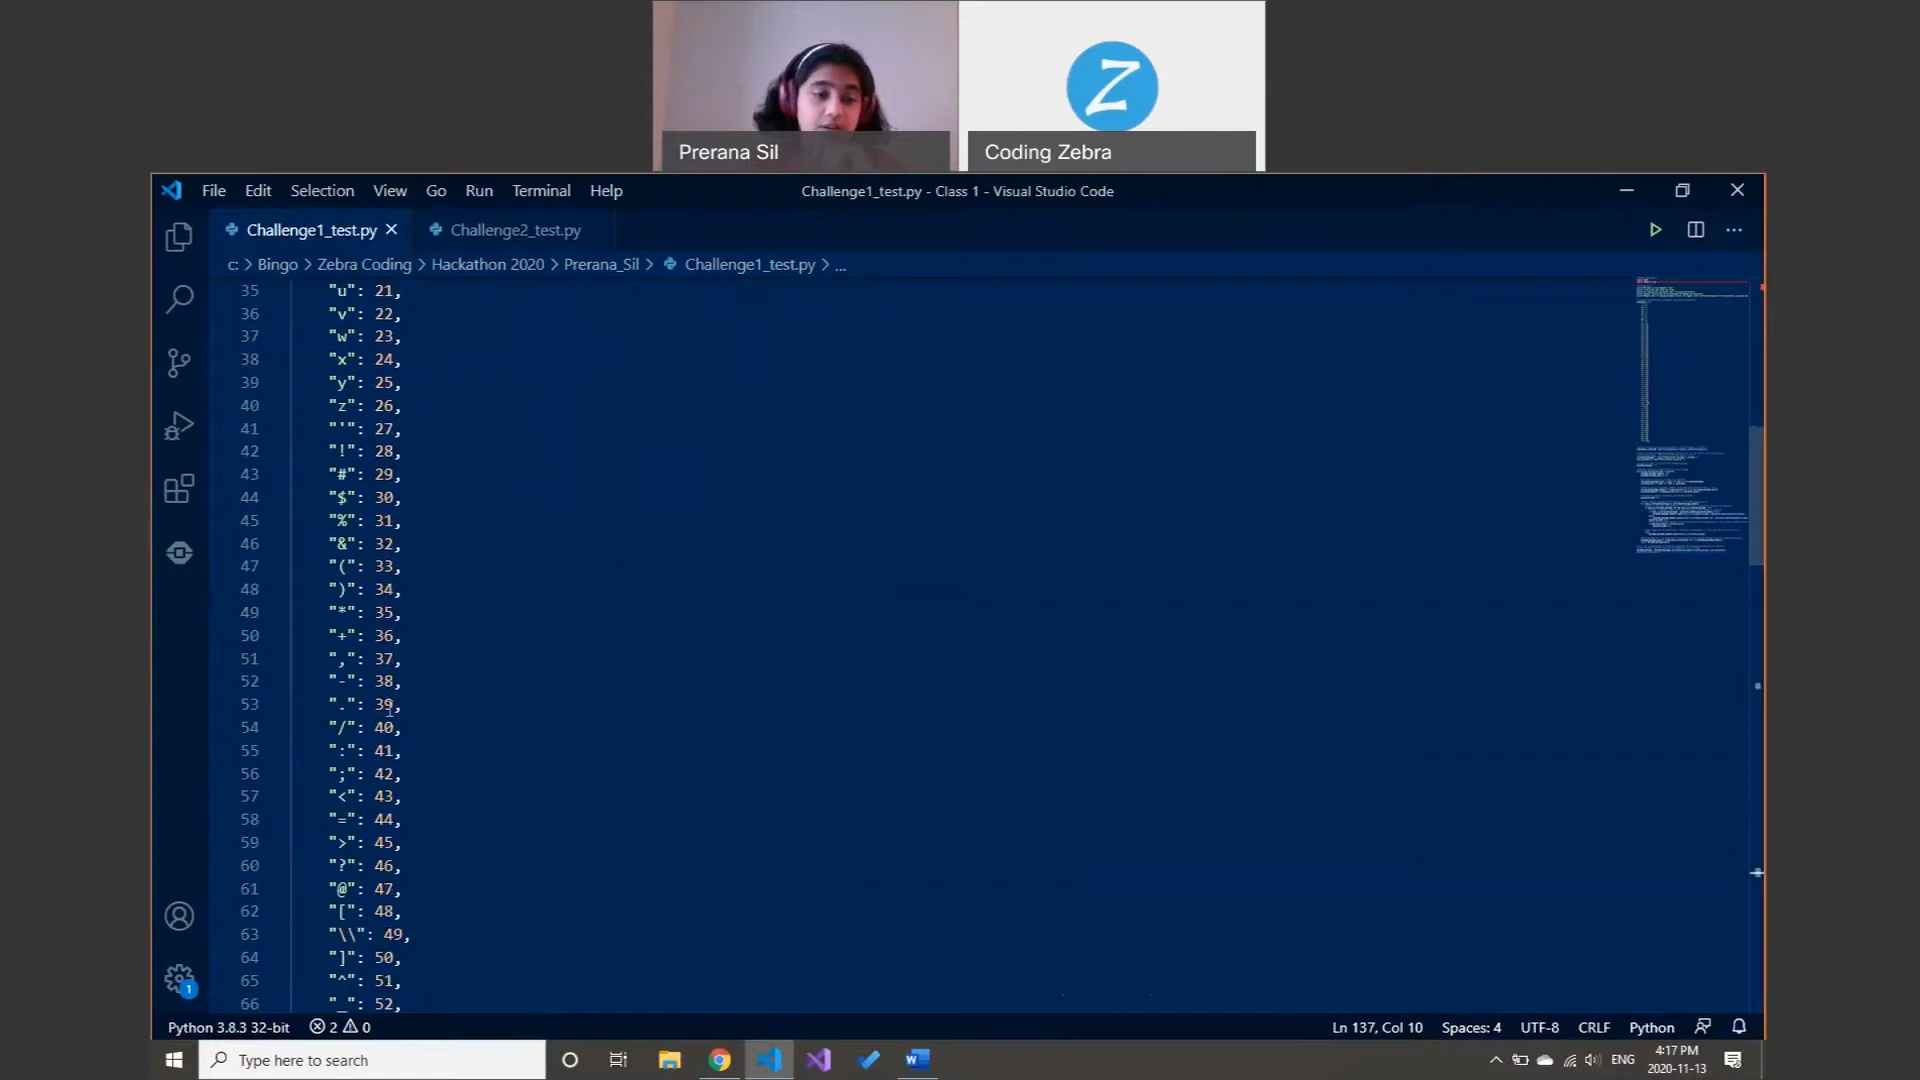 Z
Prerana Sil
Coding Zebra
File Edit Selection View Go Run Terminal Help
Challenge1_test.py - Class 1 - Visual Studio Code
Challenge1_test.py
Challenge2_test.py
c: > Bingo > Zebra Coding > Hackathon 2020 > Prerana_Sil > Challenge1_test.py > ...
35 "u": 21,
36 "v": 22,
37 "w": 23,
38 "x": 24,
39 "y": 25,
40 "z": 26,
41 "'": 27,
42 "!": 28,
43 "#": 29,
44 "$": 30,
45 "%": 31,
46 "&": 32,
47 "(": 33,
48 ")": 34,
49 "*": 35,
50 "+": 36,
51 ",": 37,
52 "-": 38,
53 ".": 39,
54 "/": 40,
55 ":": 41,
56 ";": 42,
57 "<": 43,
58 "=": 44,
59 ">": 45,
60 "?": 46,
61 "@": 47,
62 "[": 48,
63 "\\": 49,
64 "]": 50,
65 "^": 51,
66 "_": 52,
1
Python 3.8.3 32-bit 2 0
Ln 137, Col 10 Spaces: 4 UTF-8 CRLF Python
Type here to search
ENG
4:17 PM
2020-11-13